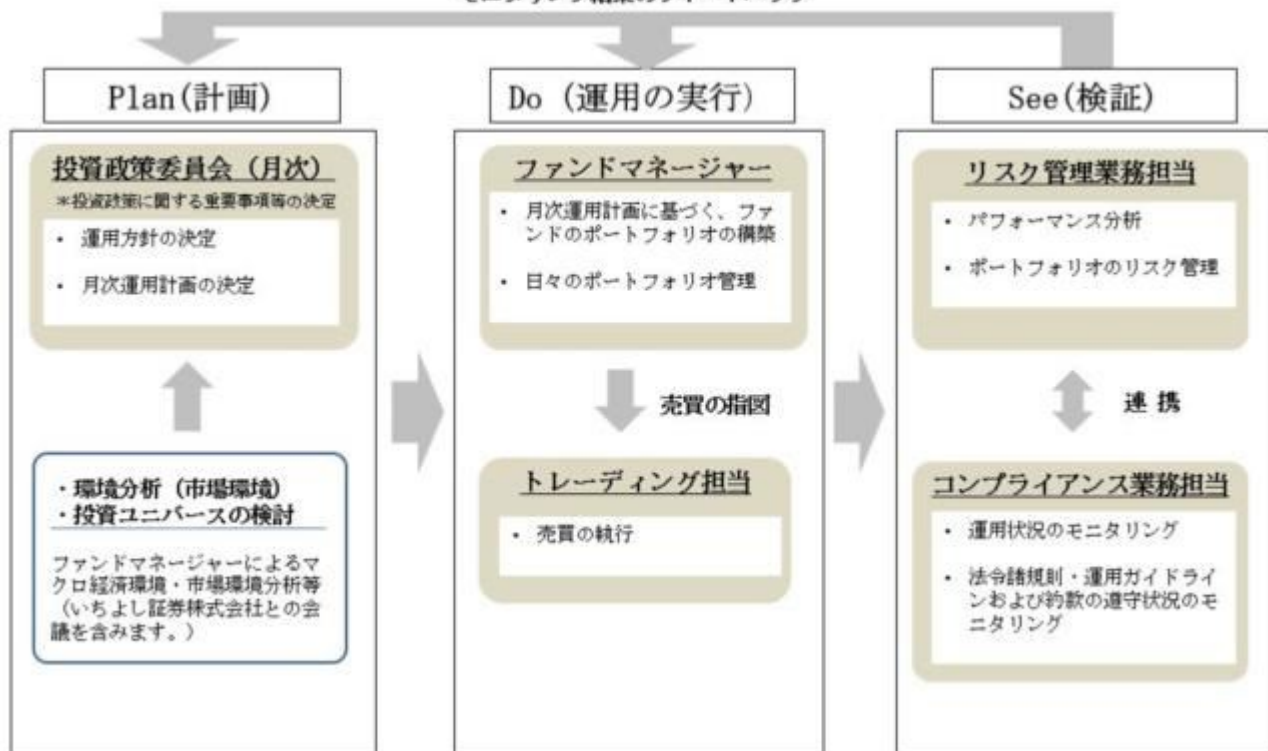 Plan(計画)
投資政策委員会（月次）
＊投資政策に関する重要事項等の決定
・ 運用方針の決定
・ 月次運用計画の決定
・環境分析（市場環境）
・投資ユニバースの検討
ファンドマネージャーによるマ
クロ経済環境・市場環境分析等
（いちよし証券株式会社との会
議を含みます。）
Do (運用の実行)
ファンドマネージャー
・ 月次運用計画に基づく、ファ
ンドのポートフォリオの構築
・ 日々のポートフォリオ管理
売買の指図
トレーディング担当
・ 売買の執行
See(検証)
リスク管理業務担当
・ パフォーマンス分析
・ ポートフォリオのリスク管理
連 携
コンプライアンス業務担当
・ 運用状況のモニタリング
・ 法令諸規則・運用ガイドライ
ンおよび約款の遵守状況のモ
ニタリング